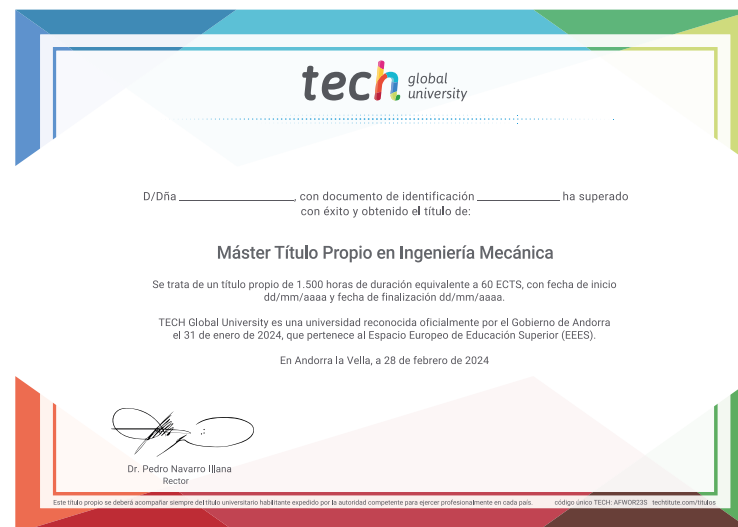 tech global
university
D/Dña ______________, con documento de identificación ______________ ha superado
con éxito y obtenido el título de:
Máster Título Propio en Ingeniería Mecánica
Se trata de un título propio de 1.500 horas de duración equivalente a 60 ECTS, con fecha de inicio
dd/mm/aaaa y fecha de finalización dd/mm/aaaa.
TECH Global University es una universidad reconocida oficialmente por el Gobierno de Andorra
el 31 de enero de 2024, que pertenece al Espacio Europeo de Educación Superior (EEES).
En Andorra la Vella, a 28 de febrero de 2024
Dr. Pedro Navarro Illana
Rector
Este título propio se deberá acompañar siempre del título universitario habilitante expedido por la autoridad competente para ejercer profesionalmente en cada país. código único TECH: AFWOR23S techtitute.com/titulos